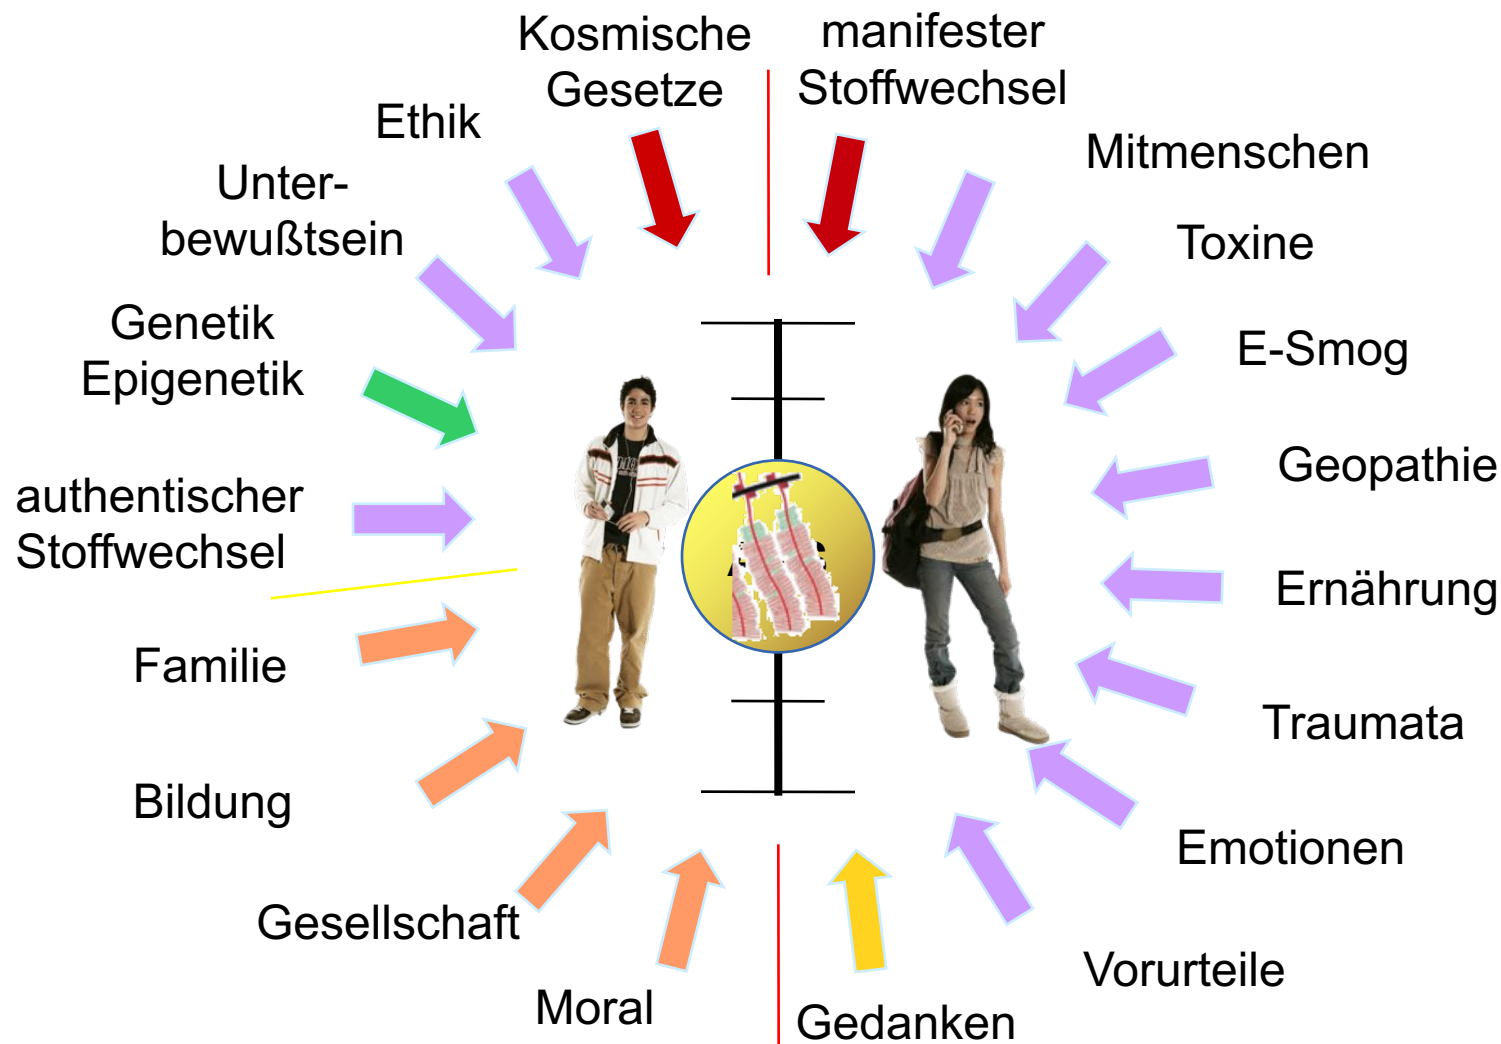 Kosmische
Gesetze
manifester
Stoffwechsel
Ethik
Mitmenschen
Unter-
bewußtsein
Toxine
Genetik
Epigenetik
E-Smog
authentischer
Stoffwechsel
Geopathie
Ernährung
Familie
Traumata
Bildung
Emotionen
Gesellschaft
Vorurteile
Moral
Gedanken